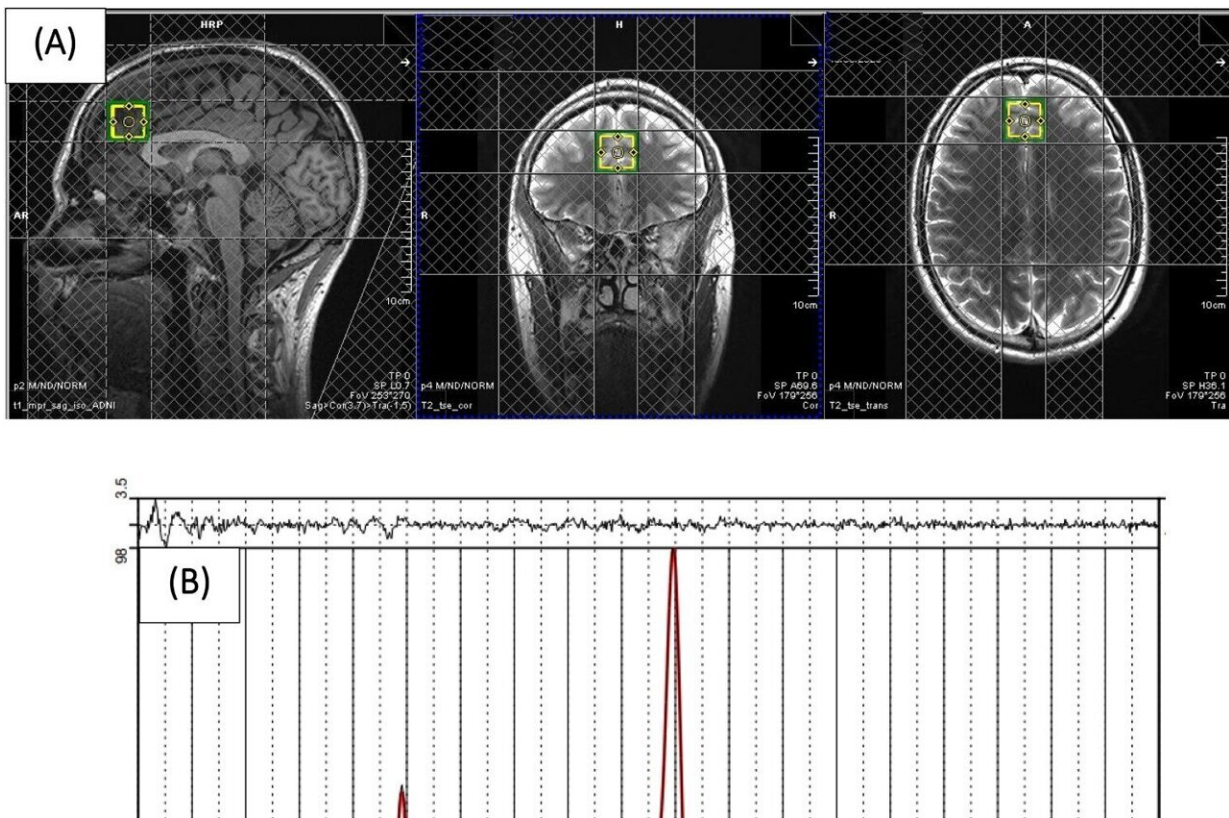 (A)
HRP
H
A
AR
R
R
10cm
10cm
10cm
p2 M/ND/NORM
t1_mpr_sag_iso_ADNI
TP 0
SP L0.7
FoV 253*270
Sag>Cor(3.7)>Tra(-1.5)
p4 M/ND/NORM
T2_tse_cor
TP 0
SP A69.6
FoV 179*256
Cor
p4 M/ND/NORM
T2_tse_trans
TP 0
SP H36.1
FoV 179*256
Tra
3.5
98
(B)